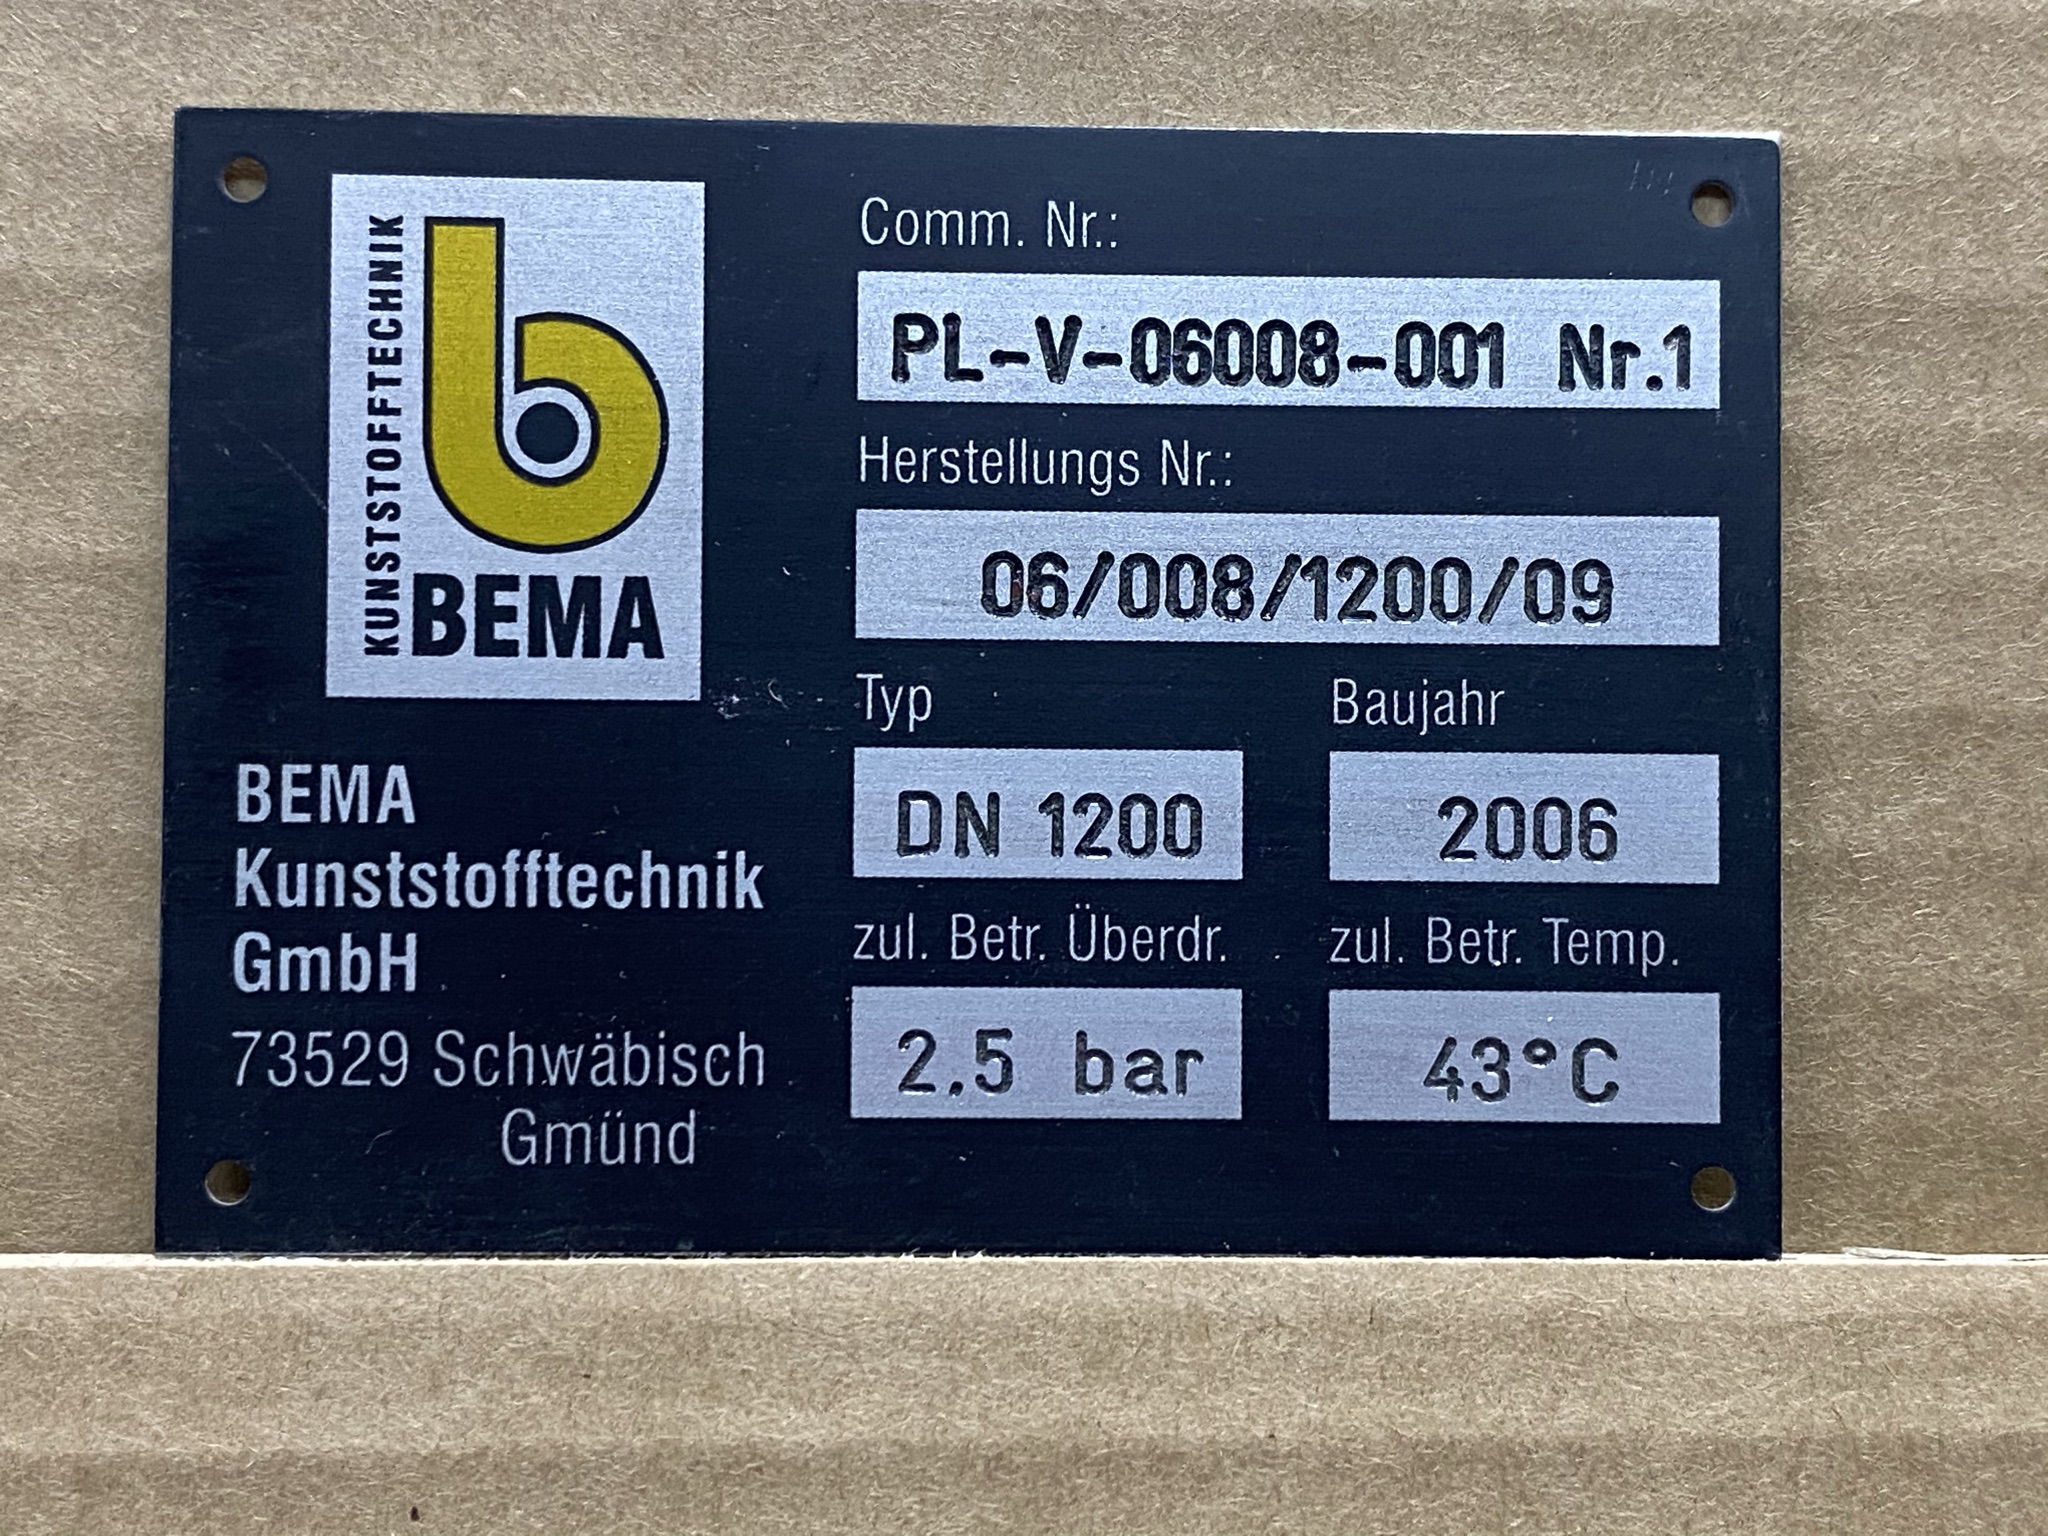 KUNSTSTOFFTECHNIK
b
BEMA
BEMA
Kunststofftechnik
GmbH
73529 Schwäbisch
Gmünd
Comm. Nr.:
PL-V-06008-001 Nr.1
Herstellungs Nr.:
06/008/1200/09
Typ
DN 1200
Baujahr
2006
zul. Betr. Überdr.
2.5 bar
zul. Betr. Temp.
43°C